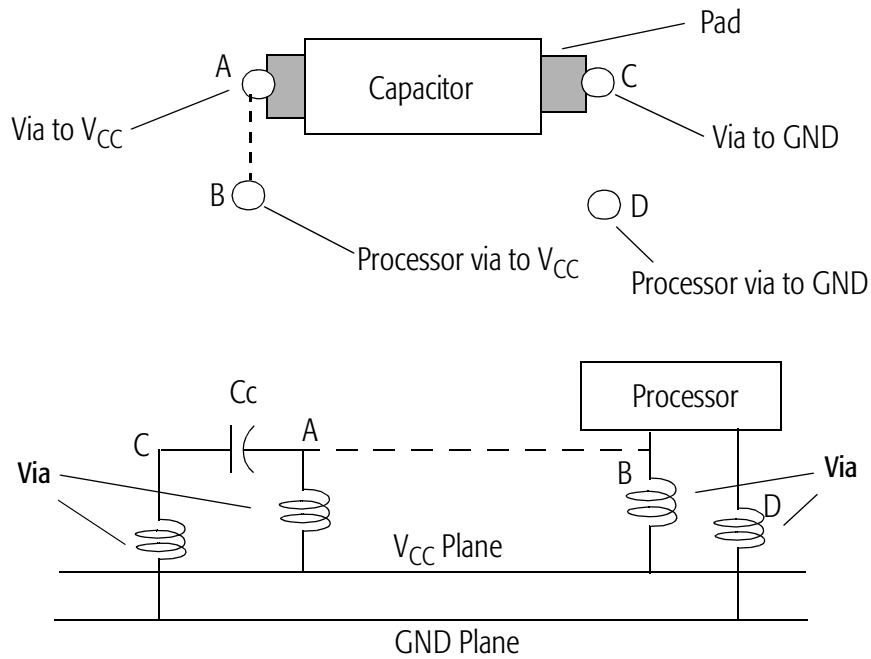 Pad
A
Capacitor
C
Via to VCC
Via to GND
B
D
Processor via to VCC
Processor via to GND
Processor
Cc
C
A
Via
B
Via
D
VCC Plane
GND Plane